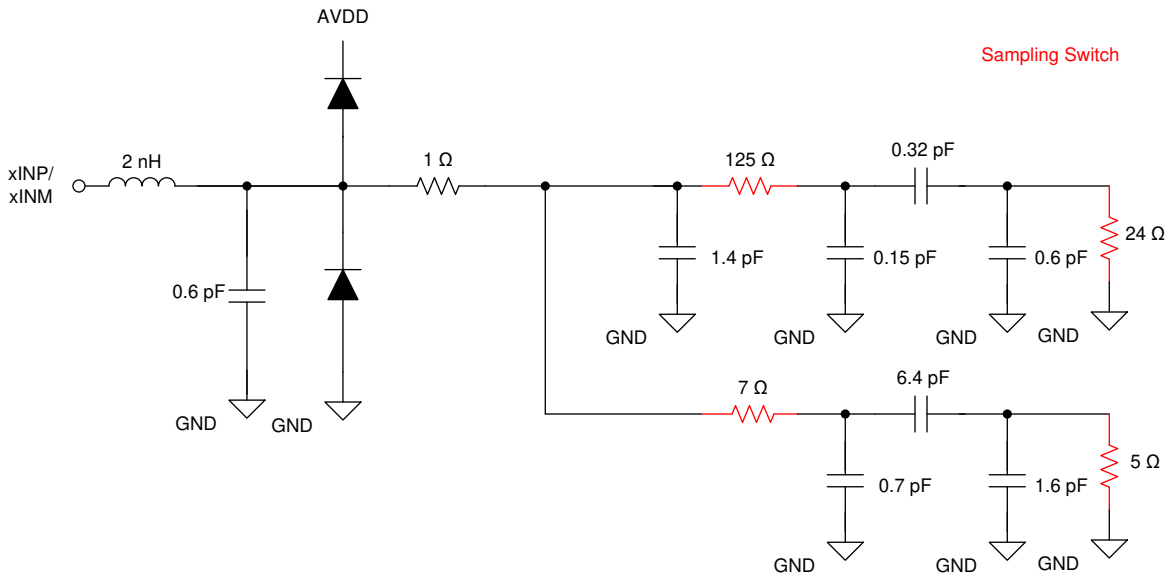 AVDD
Sampling Switch
xINP/
xINM
2 nH
1 Ω
125 Ω
0.32 pF
24 Ω
1.4 pF
0.15 pF
0.6 pF
0.6 pF
GND
GND
GND
GND
7 Ω
6.4 pF
GND
GND
5 Ω
0.7 pF
1.6 pF
GND
GND
GND